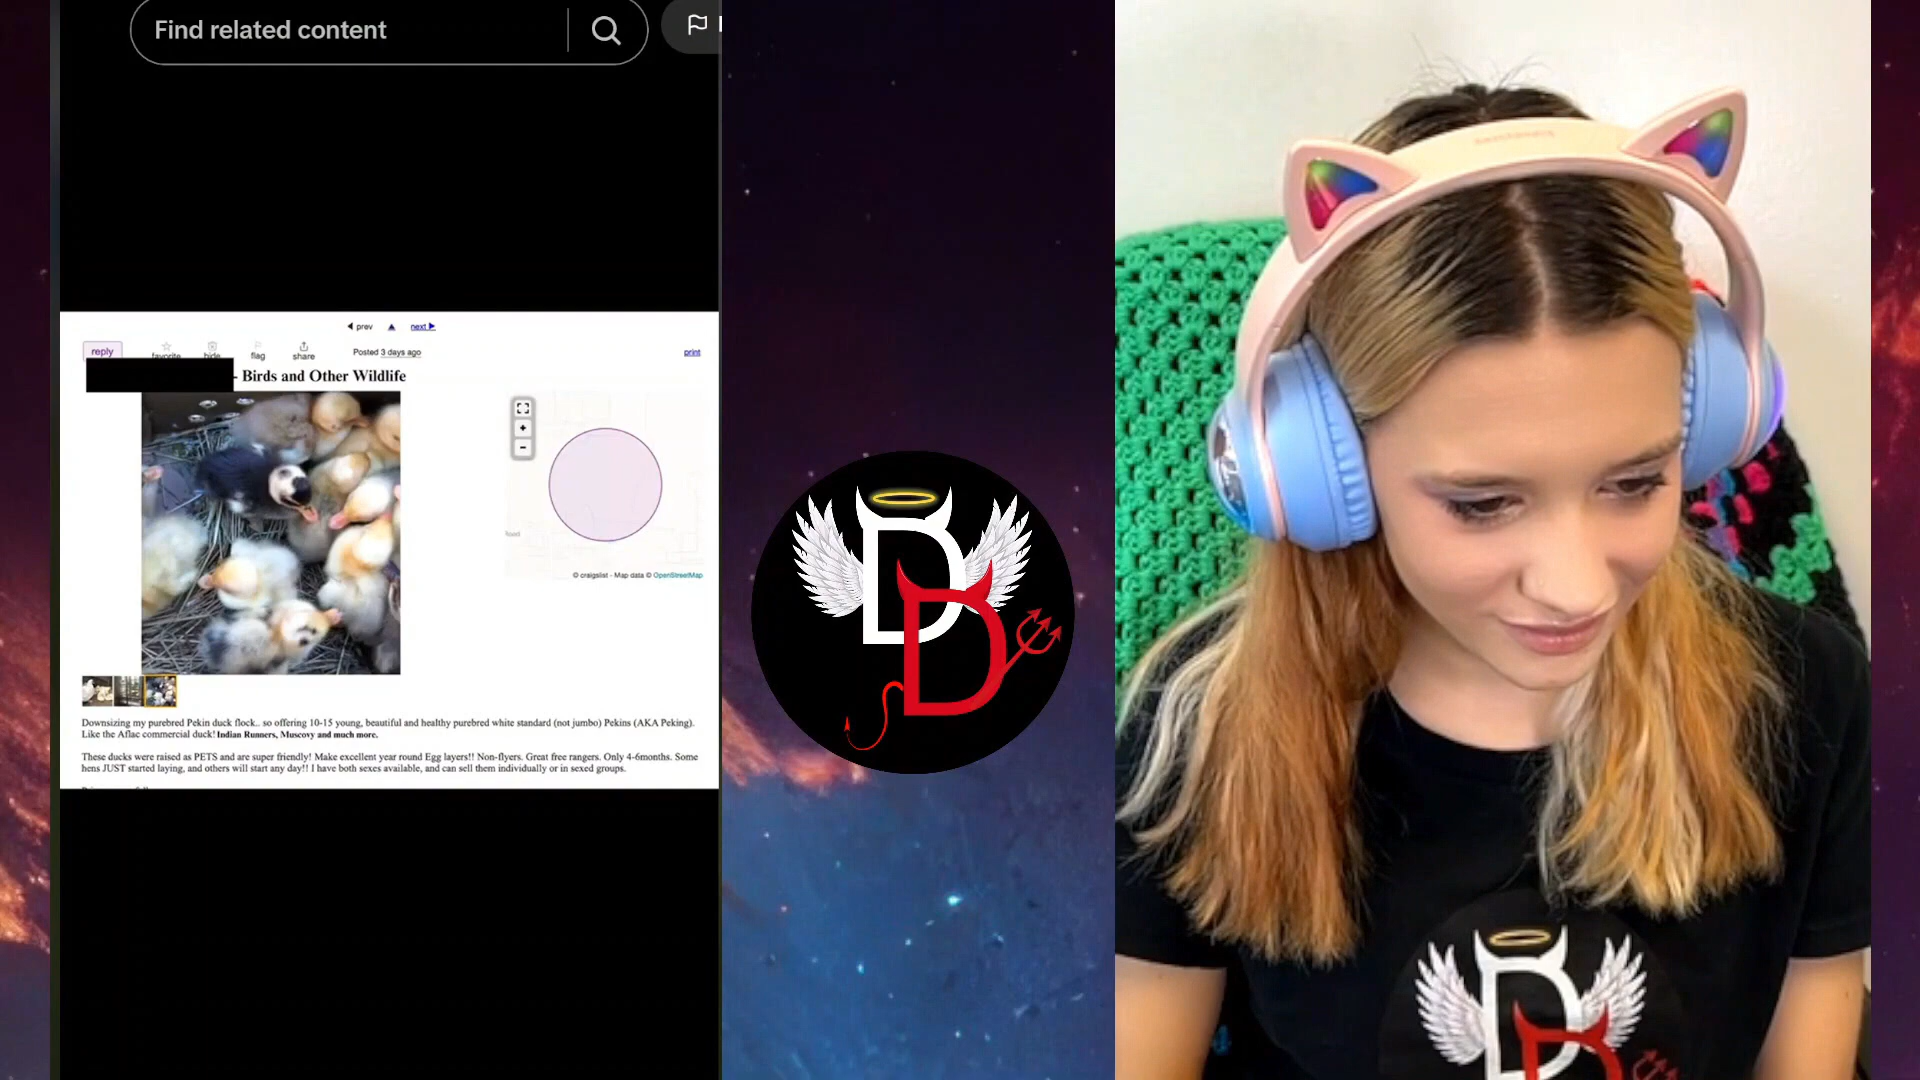 Find related content
prev
next
reply
favorite
hide
flag
share
Posted 3 days ago
print
- Birds and Other Wildlife
+
-
Road
© craigslist - Map data © OpenStreetMap
Downsizing my purebred Pekin duck flock.. so offering 10-15 young, beautiful and healthy purebred white standard (not jumbo) Pekins (AKA Peking).
Like the Aflac commercial duck! Indian Runners, Muscovy and much more.
These ducks were raised as PETS and are super friendly! Make excellent year round Egg layers!! Non-flyers. Great free rangers. Only 4-6months. Some
hens JUST started laying, and others will start any day!! I have both sexes available, and can sell them individually or in sexed groups.
D
D
D
D